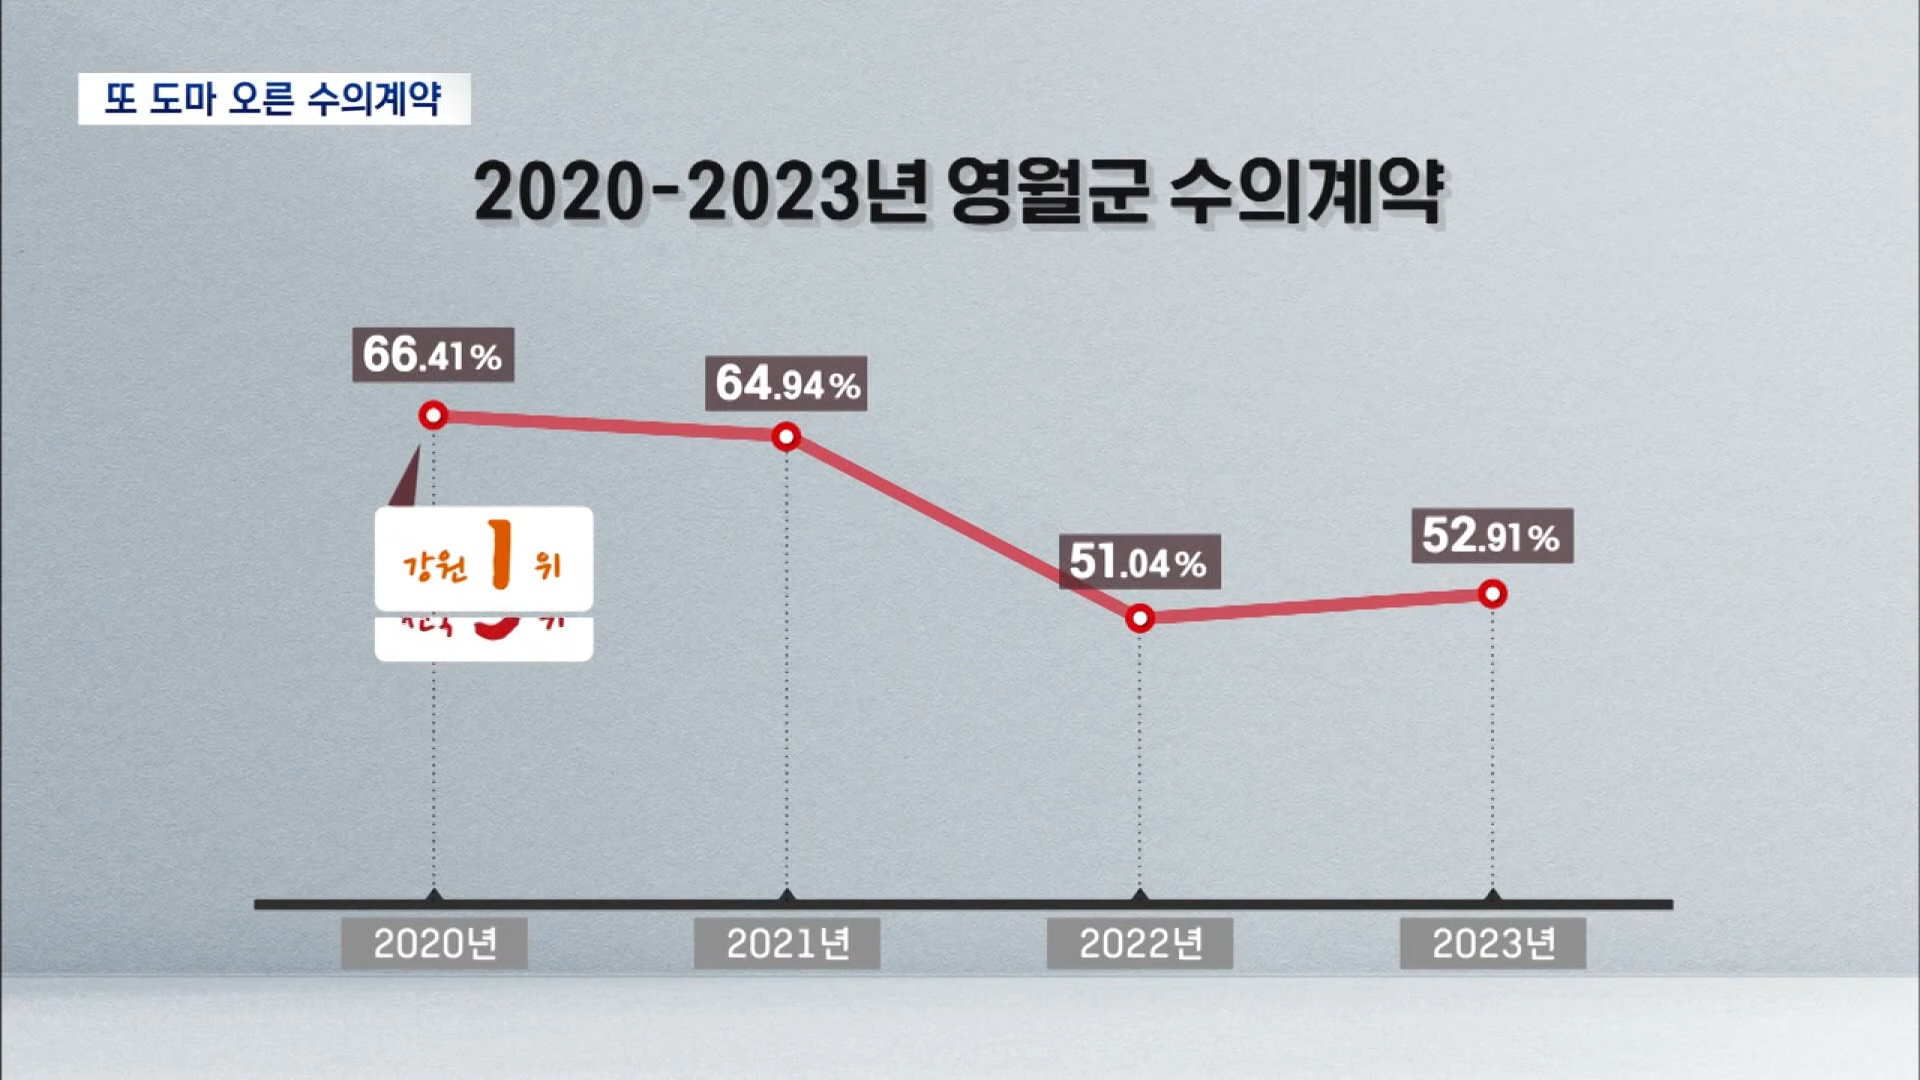 또 도마 오른 수의계약
2020-2023년 영월군 수의계약
66.41%
64.94%
51.04%
52.91%
강원 1 위
2020년
2021년
2022년
2023년